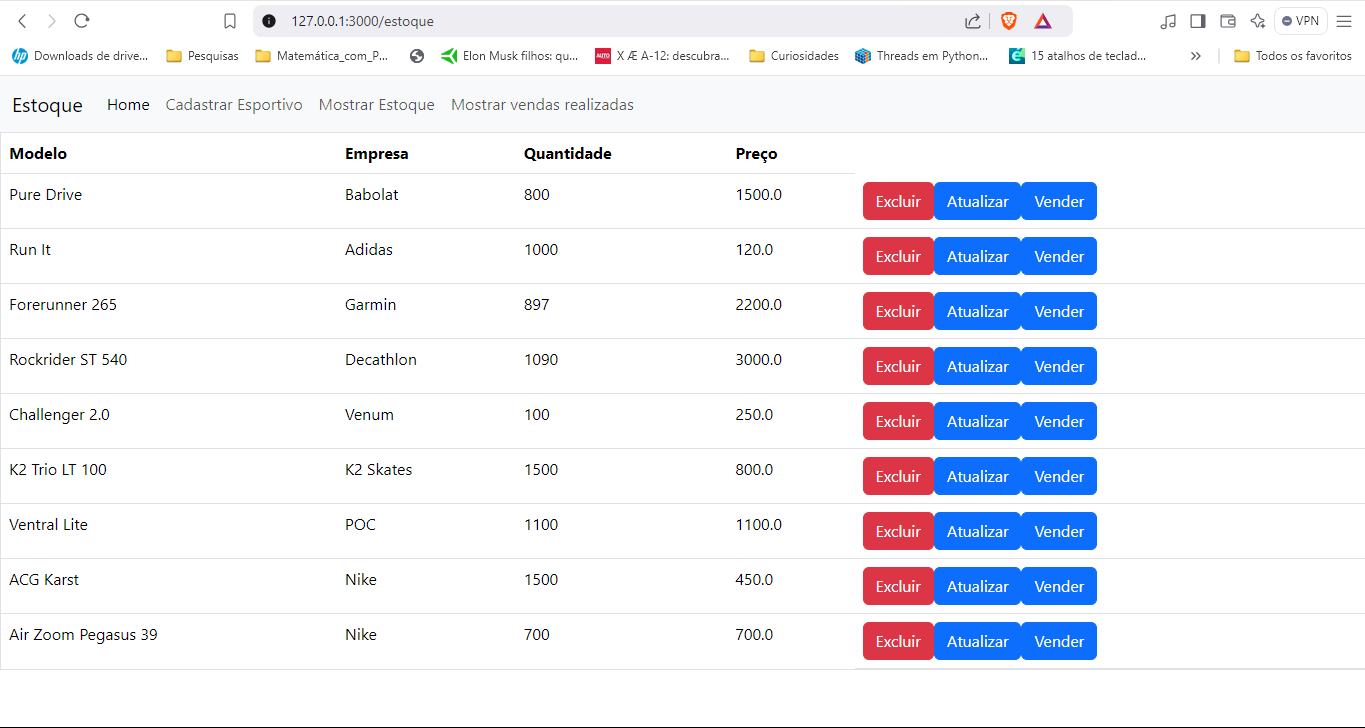 127.0.0.1:3000/estoque
VPN
Downloads de drive...
Pesquisas
Matemática_com_P...
Elon Musk filhos: qu...
AUTO
X Æ A-12: descubra...
Curiosidades
Threads em Python...
15 atalhos de teclad...
Todos os favoritos
Estoque Home Cadastrar Esportivo Mostrar Estoque Mostrar vendas realizadas
Modelo Empresa Quantidade Preço
Pure Drive Babolat 800 1500.0 Excluir Atualizar Vender
Run It Adidas 1000 120.0 Excluir Atualizar Vender
Forerunner 265 Garmin 897 2200.0 Excluir Atualizar Vender
Rockrider ST 540 Decathlon 1090 3000.0 Excluir Atualizar Vender
Challenger 2.0 Venum 100 250.0 Excluir Atualizar Vender
K2 Trio LT 100 K2 Skates 1500 800.0 Excluir Atualizar Vender
Ventral Lite POC 1100 1100.0 Excluir Atualizar Vender
ACG Karst Nike 1500 450.0 Excluir Atualizar Vender
Air Zoom Pegasus 39 Nike 700 700.0 Excluir Atualizar Vender